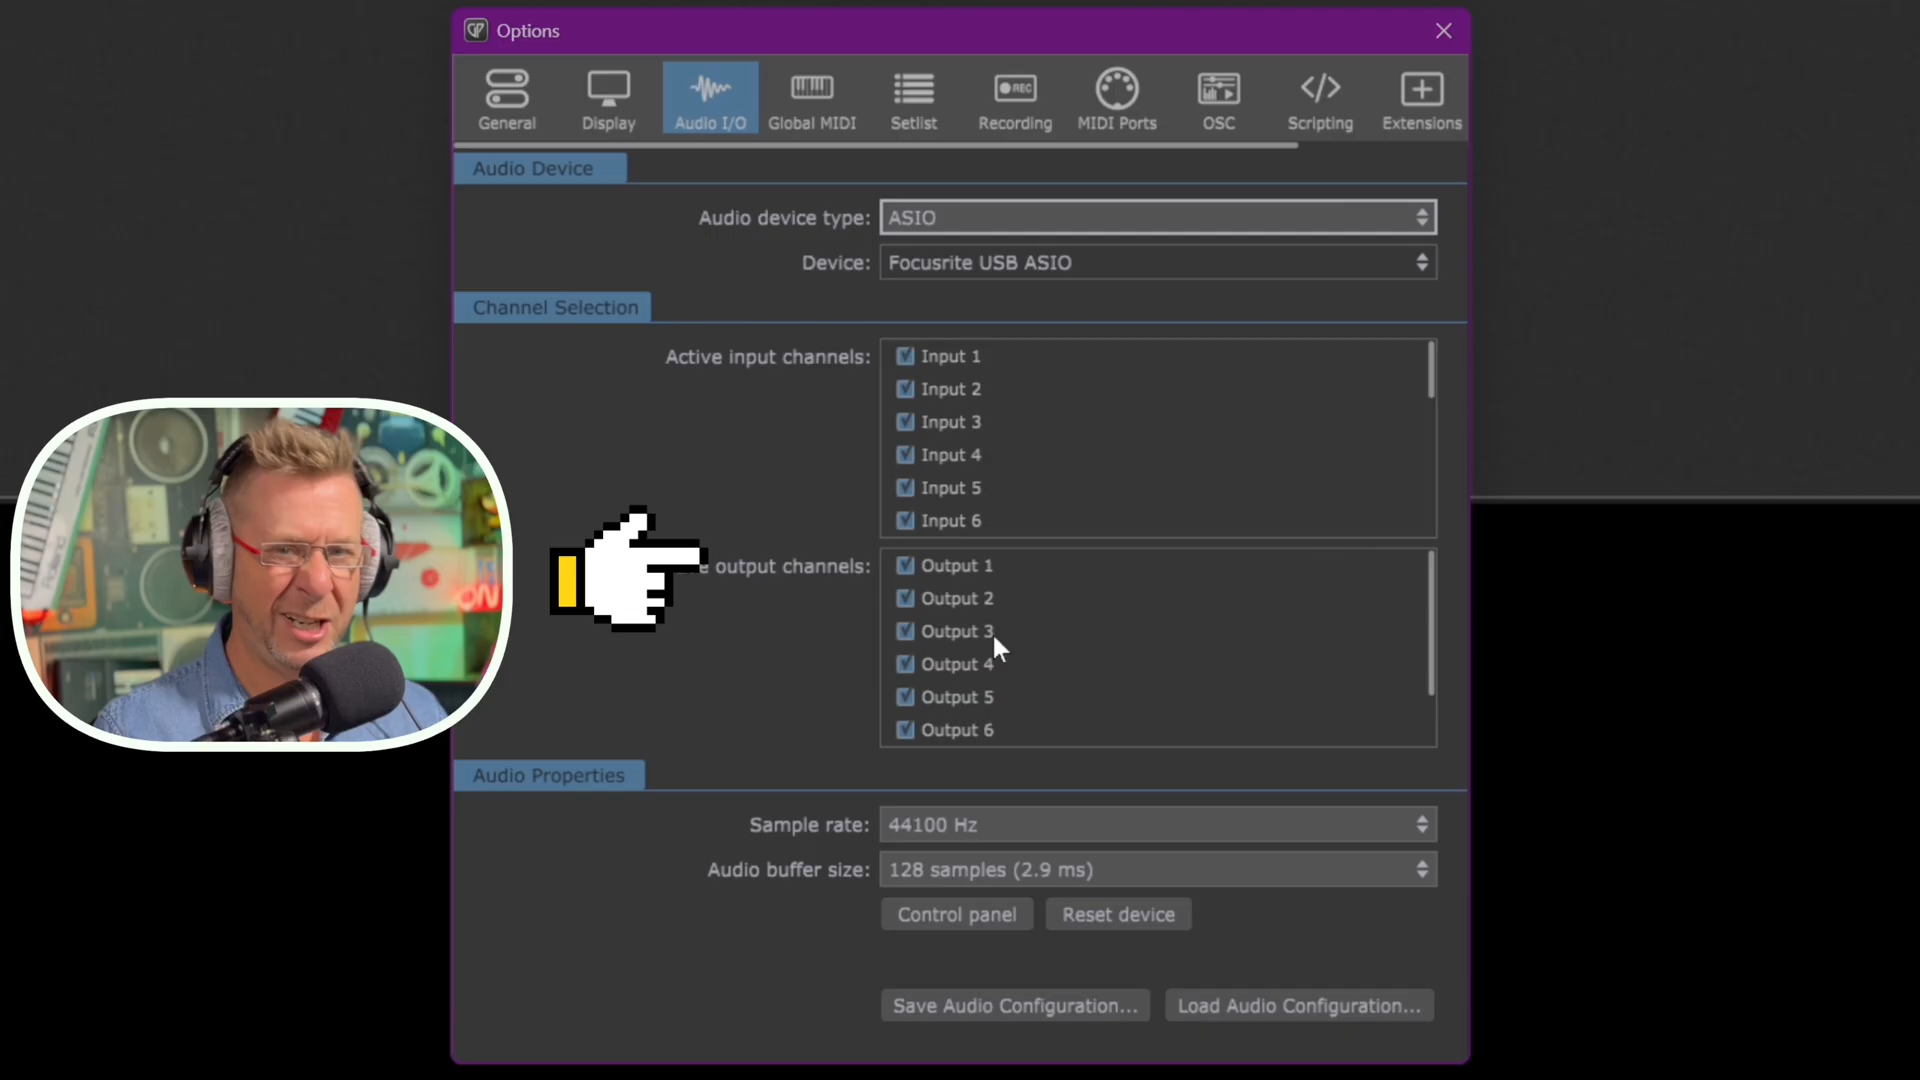 Options
General
Display
Audio I/O
Global MIDI
Setlist
REC
Recording
MIDI Ports
OSC
Scripting
Extensions
Audio Device
Audio device type: ASIO
Device: Focusrite USB ASIO
Channel Selection
Active input channels:
Input 1
Input 2
Input 3
Input 4
Input 5
Input 6
output channels:
Output 1
Output 2
Output 3
Output 4
Output 5
Output 6
Audio Properties
Sample rate: 44100 Hz
Audio buffer size: 128 samples (2.9 ms)
Control panel
Reset device
Save Audio Configuration...
Load Audio Configuration...
Roland
ON